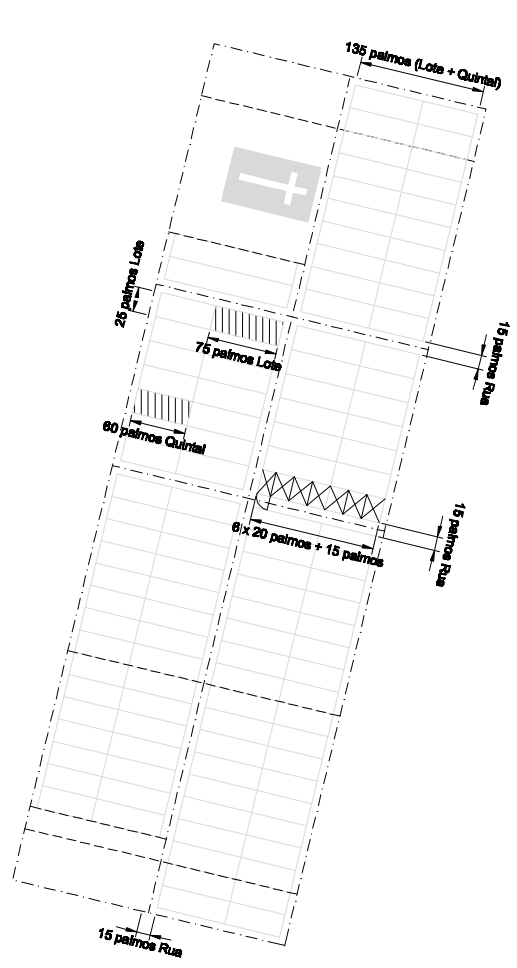 135 palmos (Lote + Quintal)
25 palmos Lote
75 palmos Lote
15 palmos Rua
60 palmos Quintal
6 x 20 palmos + 15 palmos
15 palmos Rua
15 palmos Rua